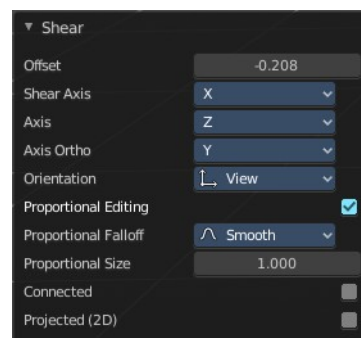 Shear
Offset -0.208
Shear Axis X
Axis Z
Axis Ortho Y
Orientation View
Proportional Editing
Proportional Falloff Smooth
Proportional Size 1.000
Connected
Projected (2D)